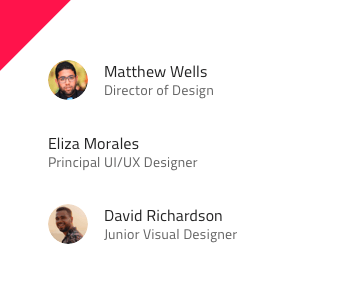 Matthew Wells
Director of Design
Eliza Morales
Principal UI/UX Designer
David Richardson
Junior Visual Designer